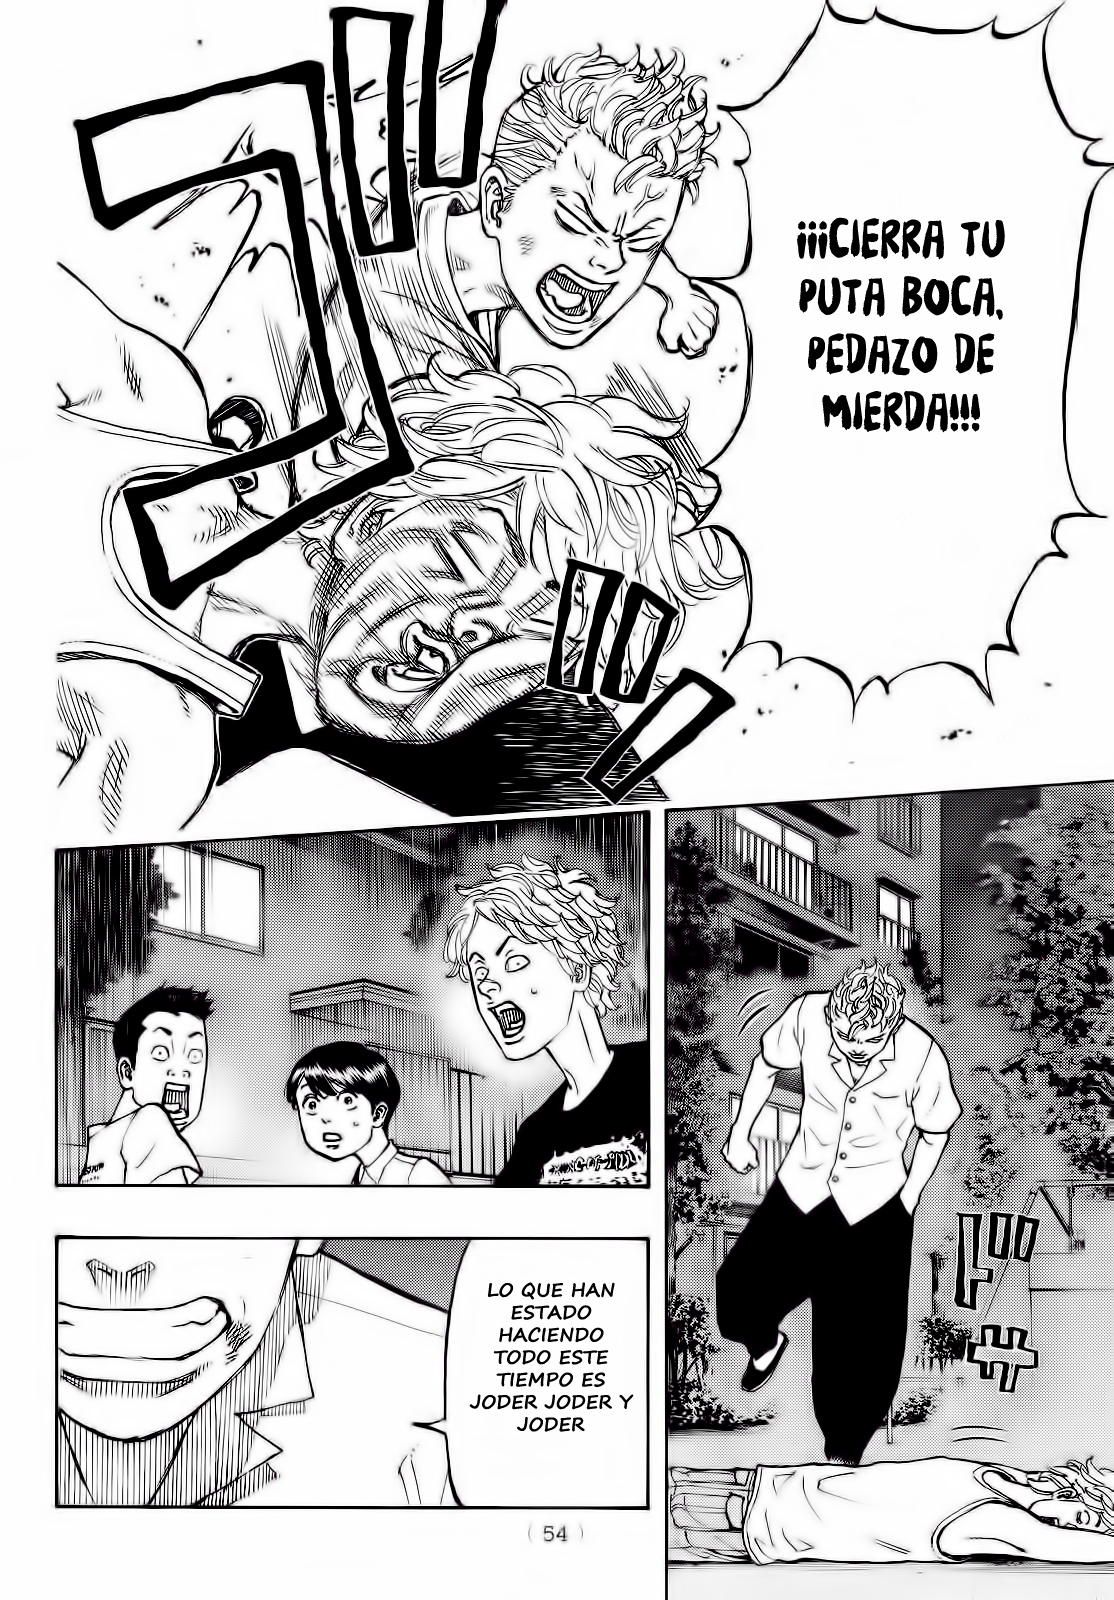 ¡¡¡CIERRA TU
PUTA BOCA,
PEDAZO DE
MIERDA!!!
LO QUE HAN
ESTADO
HACIENDO
TODO ESTE
TIEMPO ES
JODER JODER Y
JODER
( 54 )